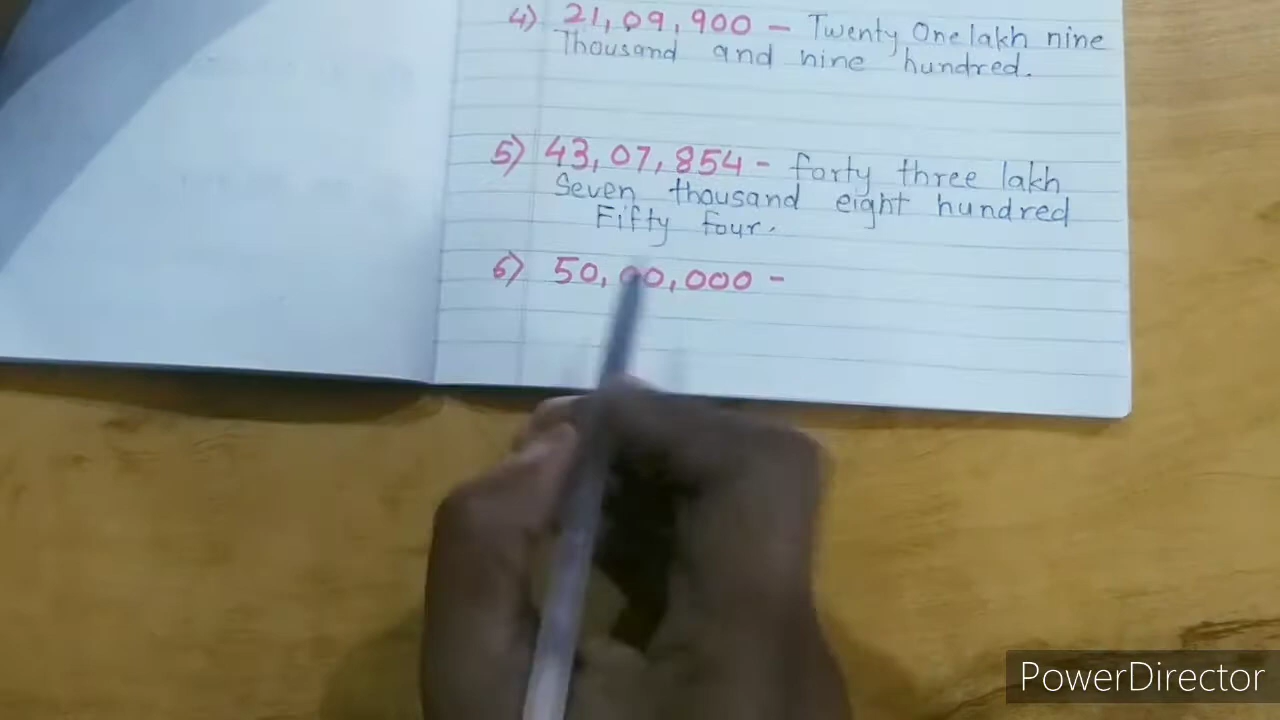 4) 21,09,900 - Twenty One lakh nine
Thousand and nine hundred.
5) 43,07,854 - forty three lakh
Seven thousand eight hundred
Fifty four.
6) 50,00,000 -
PowerDirector